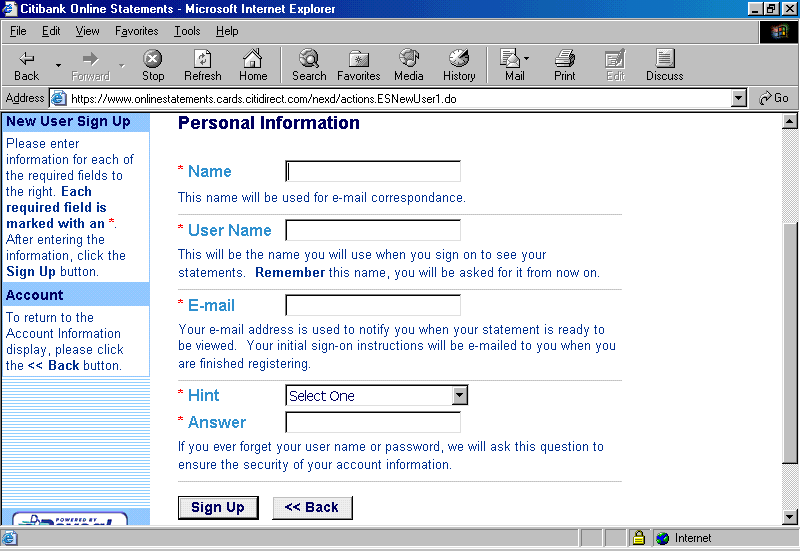 Citibank Online Statements - Microsoft Internet Explorer
File Edit View Favorites Tools Help
Back Forward Stop Refresh Home Search Favorites Media History Mail Print Edit Discuss
Address https://www.onlinestatements.cards.citidirect.com/nexd/actions.ESNewUser1.do Go
New User Sign Up
Please enter
information for each of
the required fields to
the right. Each
required field is
marked with an *.
After entering the
information, click the
Sign Up button.
Account
To return to the
Account Information
display, please click
the << Back button.
POWERED BY
Personal Information
* Name
This name will be used for e-mail correspondance.
* User Name
This will be the name you will use when you sign on to see your
statements. Remember this name, you will be asked for it from now on.
* E-mail
Your e-mail address is used to notify you when your statement is ready to
be viewed. Your initial sign-on instructions will be e-mailed to you when you
are finished registering.
* Hint Select One
* Answer
If you ever forget your user name or password, we will ask this question to
ensure the security of your account information.
Sign Up << Back
Internet